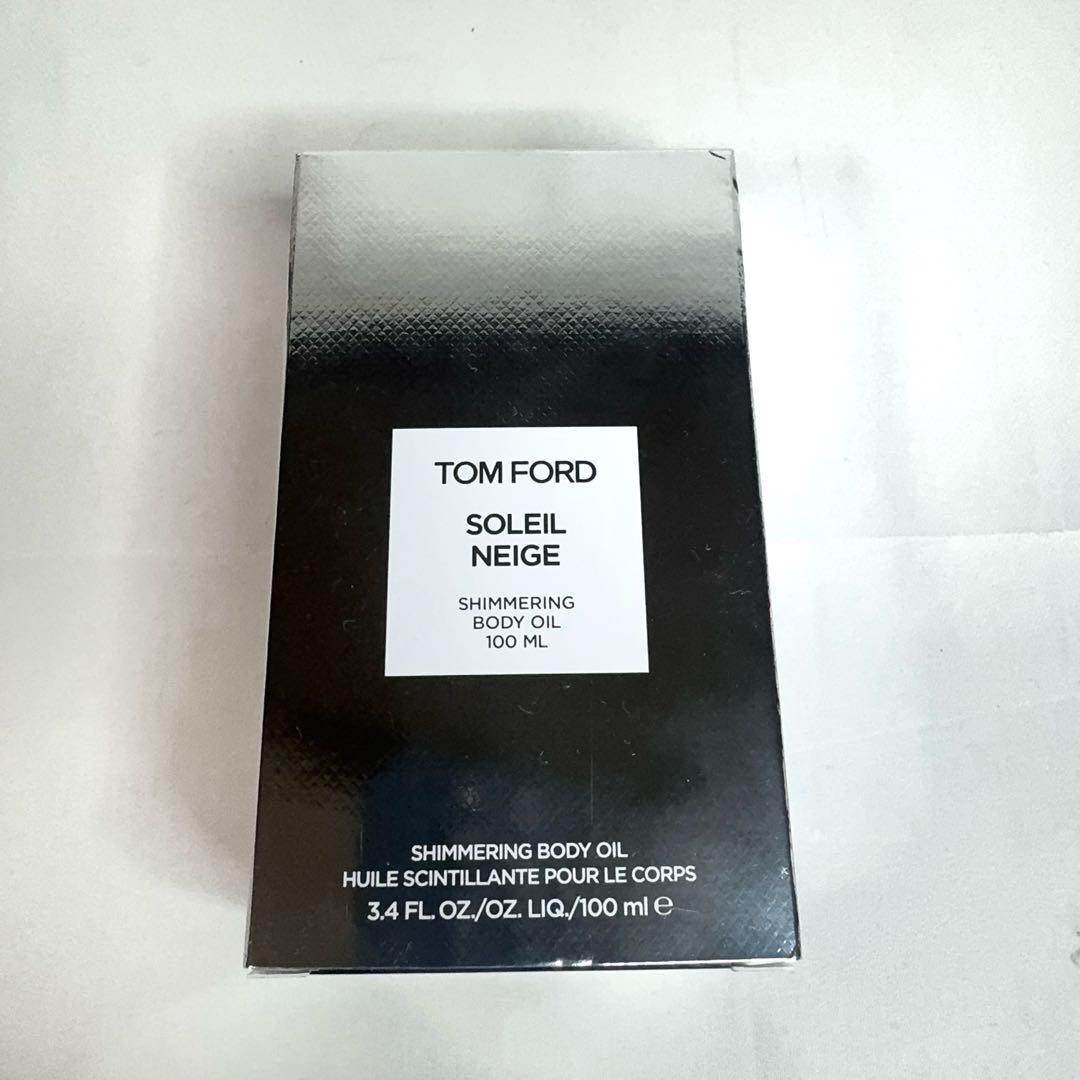 TOM FORD
SOLEIL
NEIGE
SHIMMERING
BODY OIL
100 ML
SHIMMERING BODY OIL
HUILE SCINTILLANTE POUR LE CORPS
3.4 FL. OZ./OZ. LIQ./100 ml ℮